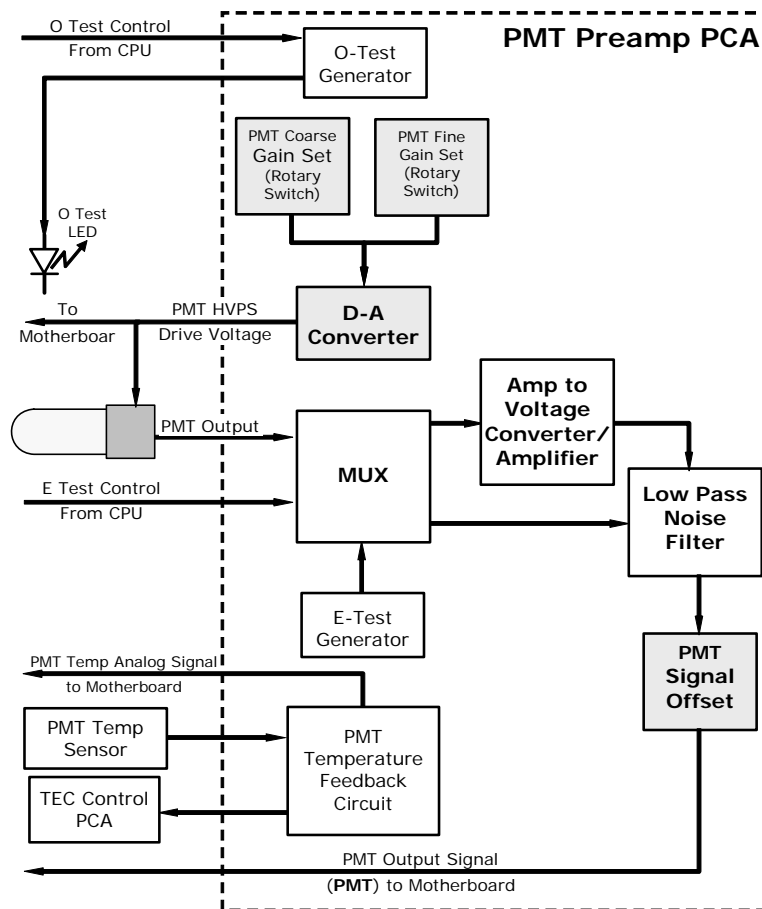 O Test Control
From CPU
PMT Preamp PCA
O-Test
Generator
PMT Coarse
Gain Set
(Rotary
Switch)
PMT Fine
Gain Set
(Rotary
Switch)
O Test
LED
To
Motherboar
PMT HVPS
Drive Voltage
D-A
Converter
Amp to
Voltage
Converter/
Amplifier
PMT Output
MUX
E Test Control
From CPU
Low Pass
Noise
Filter
E-Test
Generator
PMT Temp Analog Signal
to Motherboard
PMT
Signal
Offset
PMT Temp
Sensor
PMT
Temperature
Feedback
Circuit
TEC Control
PCA
PMT Output Signal
(PMT) to Motherboard